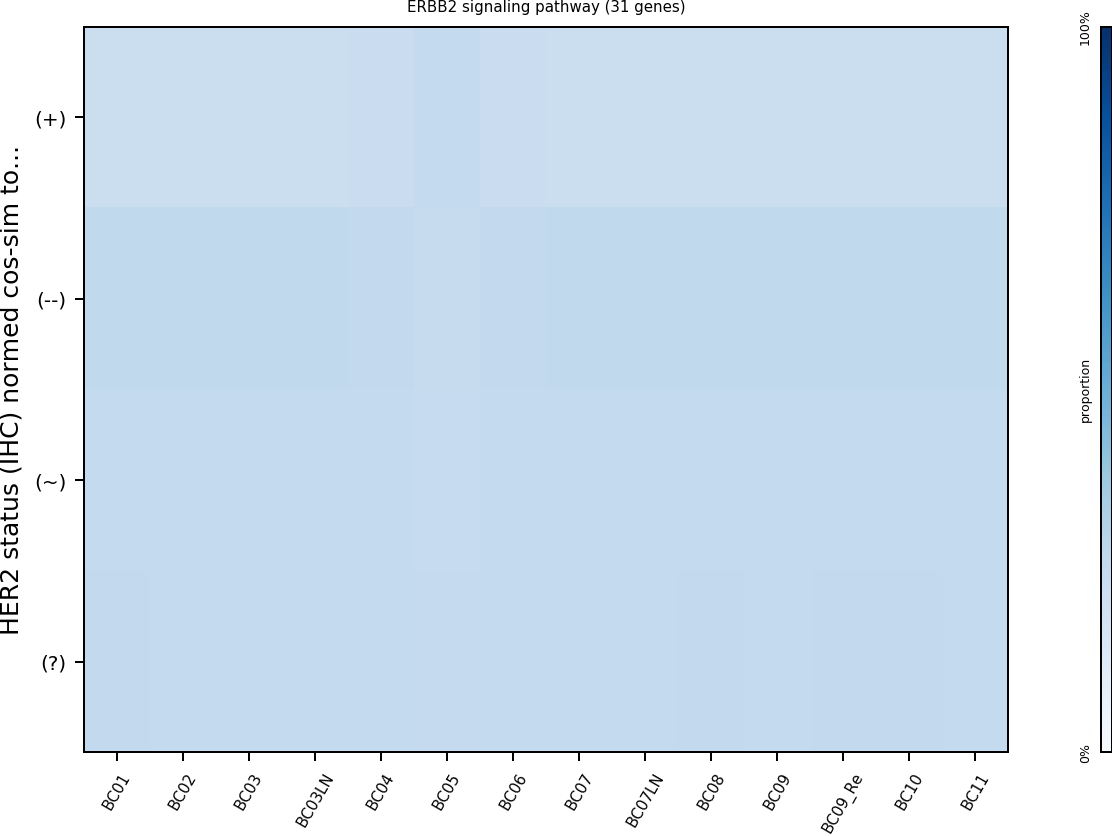 ERBB2 signaling pathway (31 genes)
HER2 status (IHC) normed cos-sim to...
(+)
(--)
(~)
(?)
BC01
BC02
BC03
BC03LN
BC04
BC05
BC06
BC07
BC07LN
BC08
BC09
BC09_Re
BC10
BC11
100%
proportion
0%